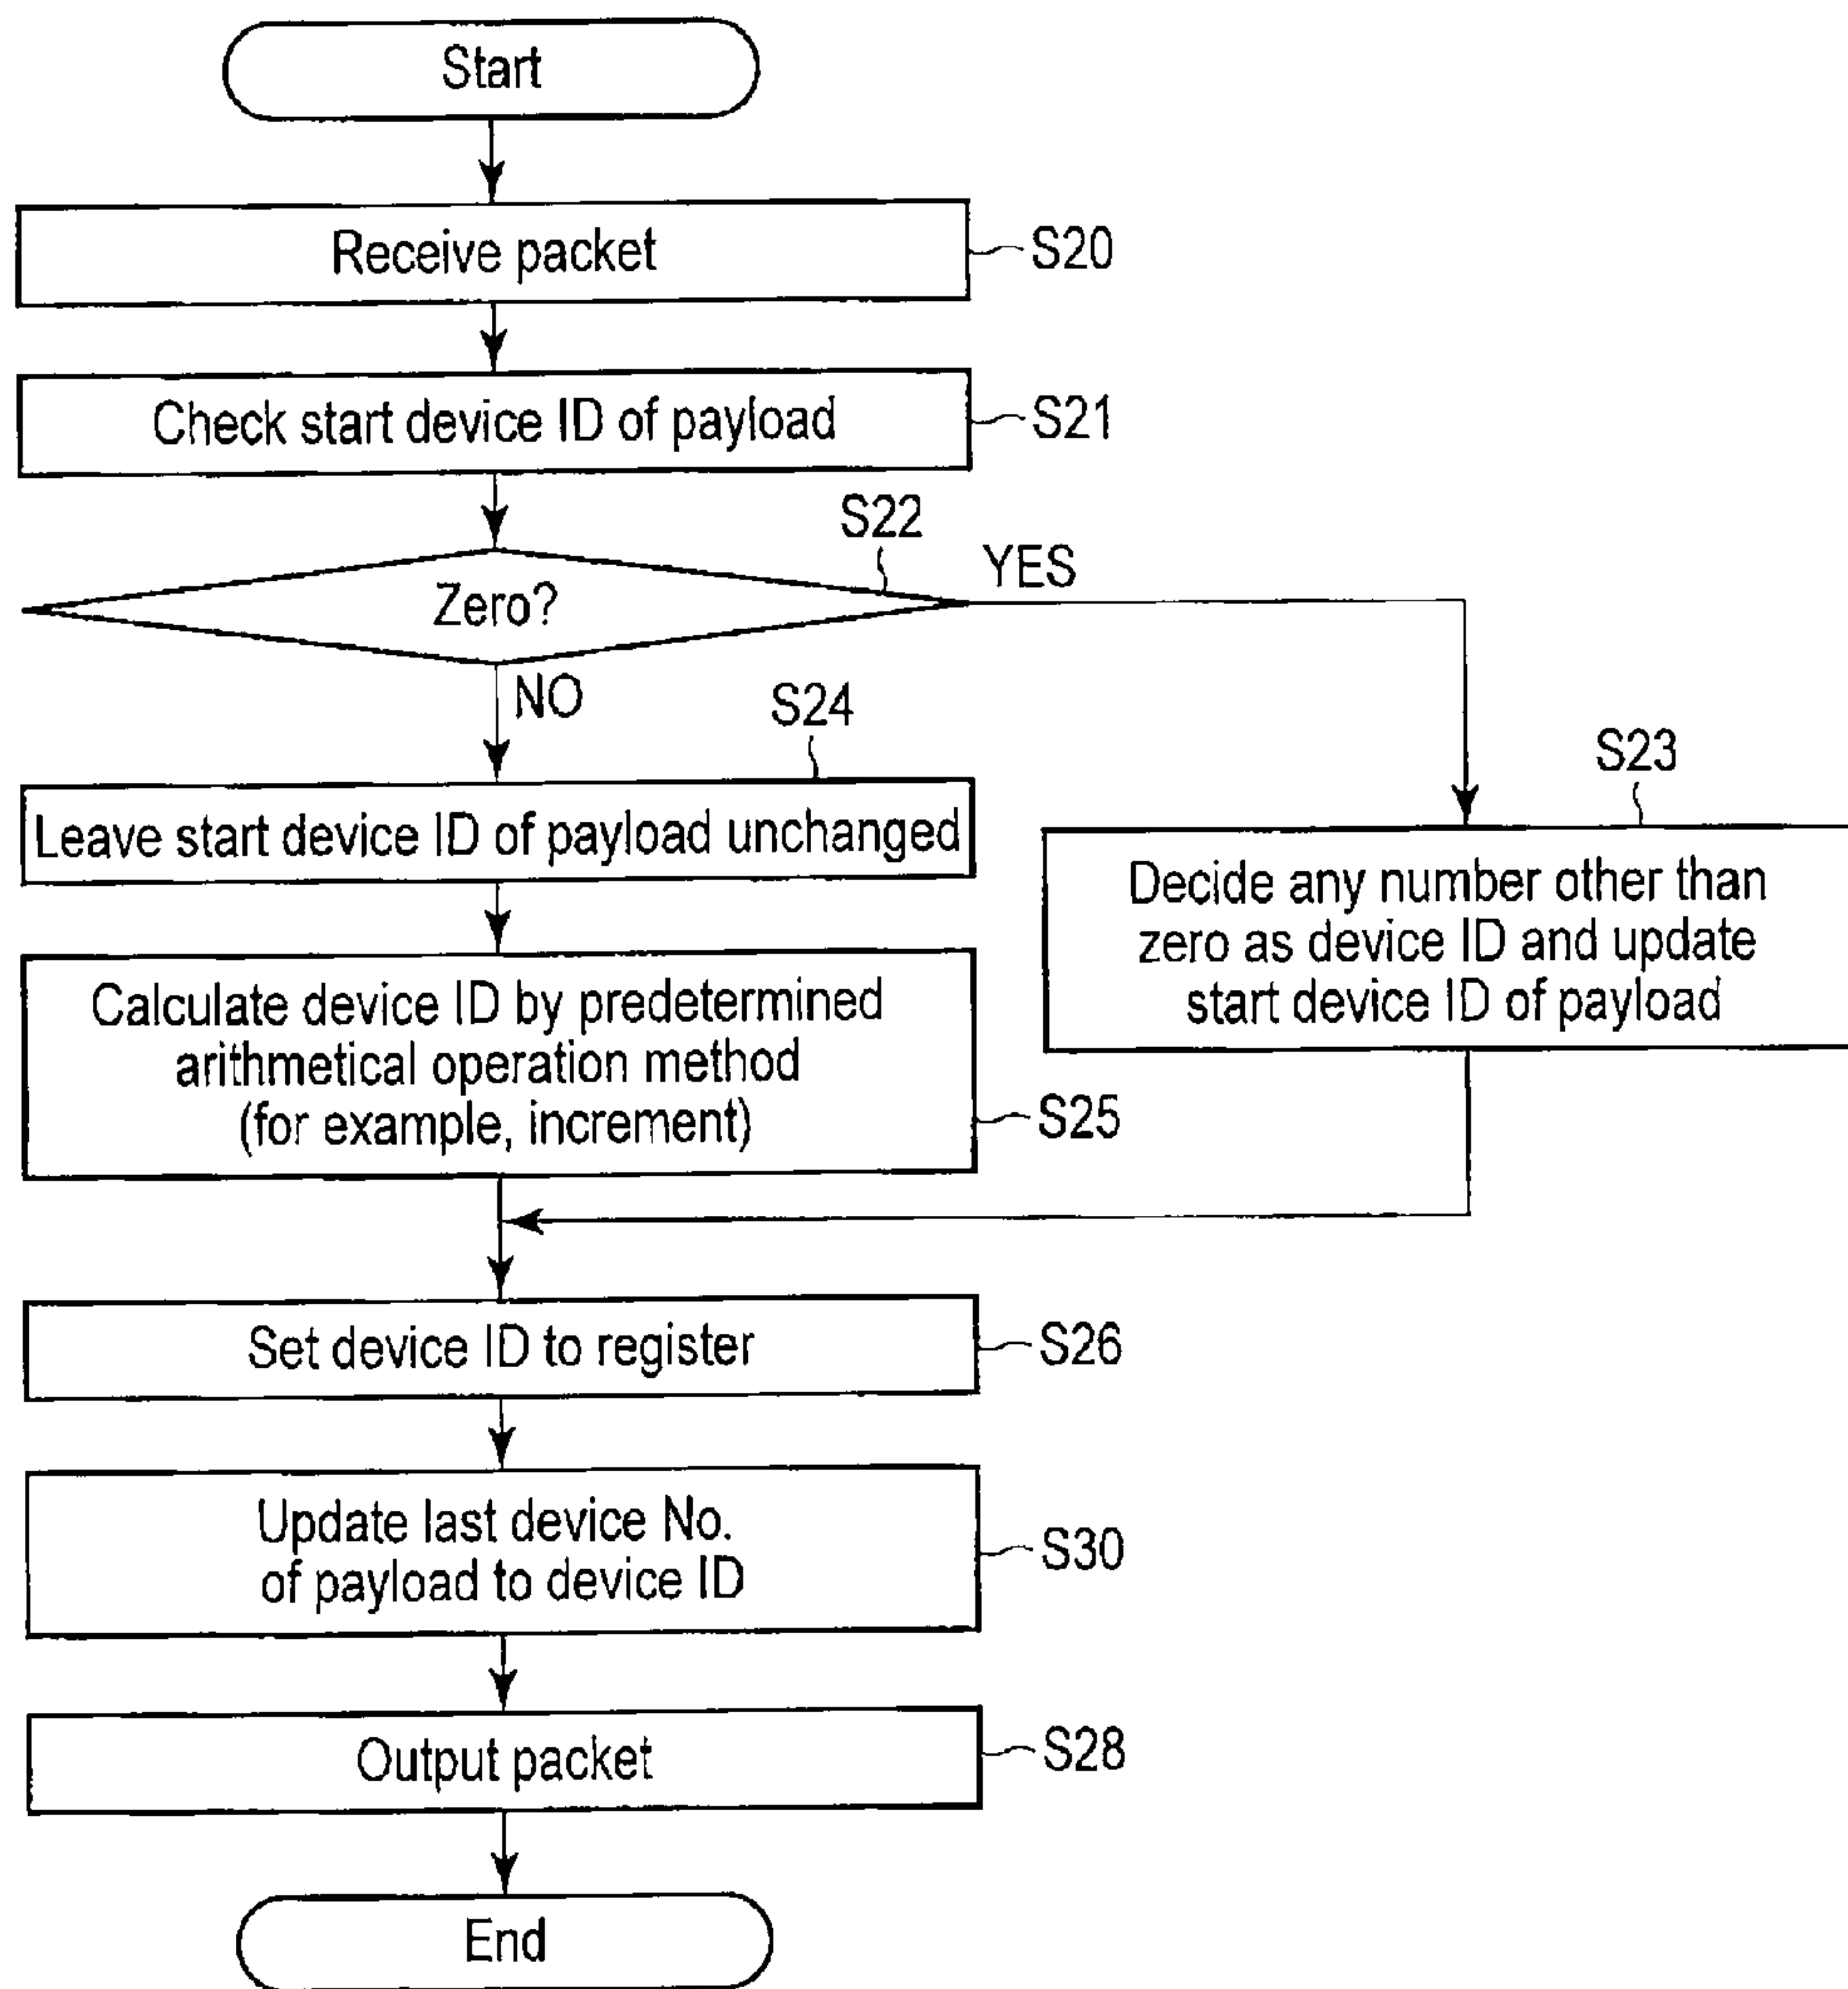 Start
Receive packet
S20
Check start device ID of payload
S21
S22
Zero?
YES
NO
S24
Leave start device ID of payload unchanged
S23
Decide any number other than
zero as device ID and update
start device ID of payload
Calculate device ID by predetermined
arithmetical operation method
(for example, increment)
S25
Set device ID to register
S26
Update last device No.
of payload to device ID
S30
Output packet
S28
End